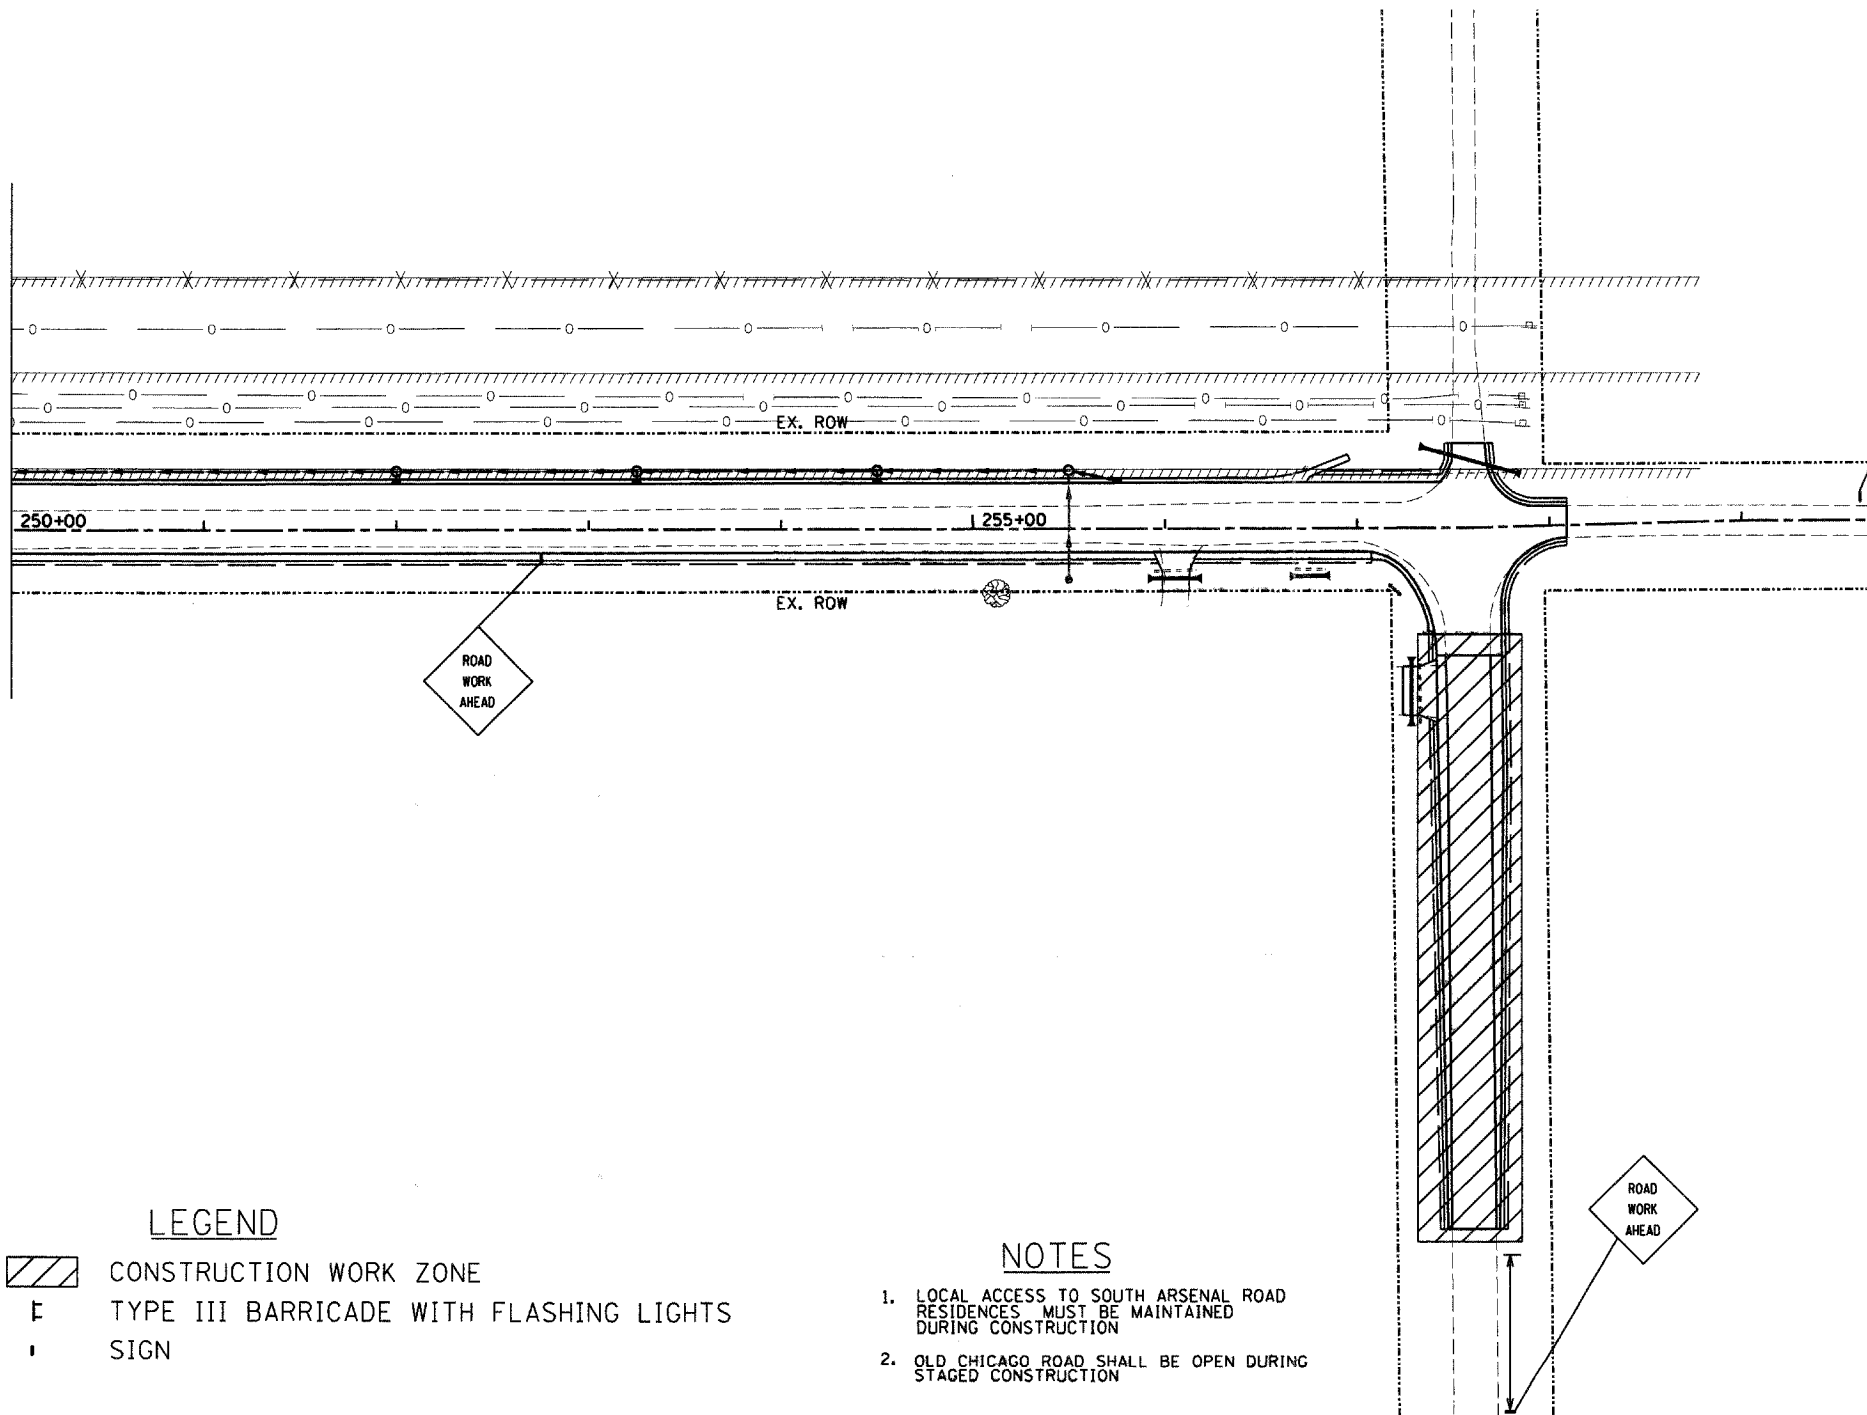 EX. ROW
250+00
255+00
EX. ROW
ROAD
WORK
AHEAD
ROAD
WORK
AHEAD
LEGEND
CONSTRUCTION WORK ZONE
TYPE III BARRICADE WITH FLASHING LIGHTS
SIGN
NOTES
1. LOCAL ACCESS TO SOUTH ARSENAL ROAD
RESIDENCES MUST BE MAINTAINED
DURING CONSTRUCTION
2. OLD CHICAGO ROAD SHALL BE OPEN DURING
STAGED CONSTRUCTION